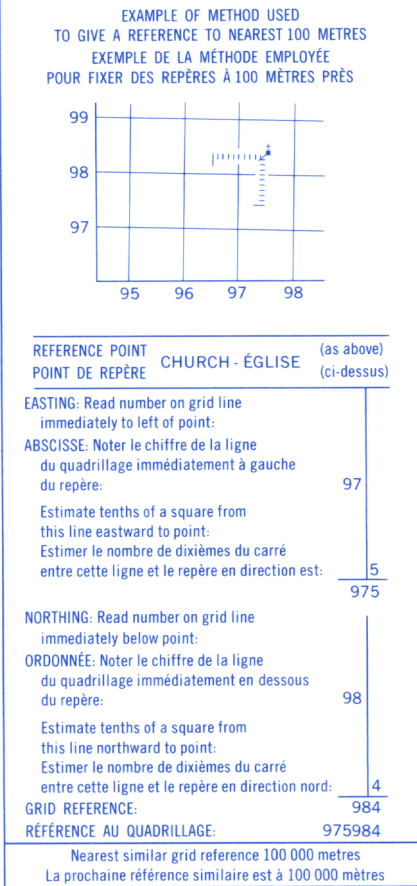 EXAMPLE OF METHOD USED
TO GIVE A REFERENCE TO NEAREST 100 METRES
EXEMPLE DE LA MÉTHODE EMPLOYÉE
POUR FIXER DES REPÈRES À 100 MÈTRES PRÈS
99
98
97
95 96 97 98
REFERENCE POINT
POINT DE REPÈRE
CHURCH - ÉGLISE
(as above)
(ci-dessus)
EASTING: Read number on grid line
immediately to left of point:
ABSCISSE: Noter le chiffre de la ligne
du quadrillage immédiatement à gauche
du repère: 97
Estimate tenths of a square from
this line eastward to point:
Estimer le nombre de dixièmes du carré
entre cette ligne et le repère en direction est: 5
975
NORTHING: Read number on grid line
immediately below point:
ORDONNÉE: Noter le chiffre de la ligne
du quadrillage immédiatement en dessous
du repère: 98
Estimate tenths of a square from
this line northward to point:
Estimer le nombre de dixièmes du carré
entre cette ligne et le repère en direction nord: 4
GRID REFERENCE: 984
RÉFÉRENCE AU QUADRILLAGE: 975984
Nearest similar grid reference 100 000 metres
La prochaine référence similaire est à 100 000 mètres